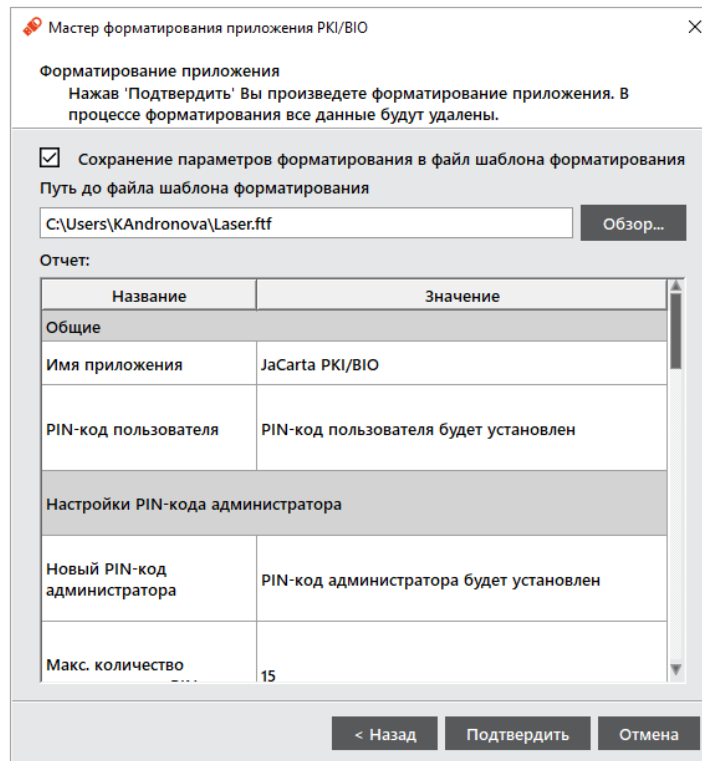 Мастер форматирования приложения PKI/BIO
Форматирование приложения
Нажав 'Подтвердить' Вы произведете форматирование приложения. В
процессе форматирования все данные будут удалены.
Сохранение параметров форматирования в файл шаблона форматирования
Путь до файла шаблона форматирования
C:\Users\KAndronova\Laser.ftf
Обзор...
Отчет:
Название Значение
Общие
Имя приложения JaCarta PKI/BIO
PIN-код пользователя PIN-код пользователя будет установлен
Настройки PIN-кода администратора
Новый PIN-код
администратора
PIN-код администратора будет установлен
Макс. количество
15
< Назад Подтвердить Отмена